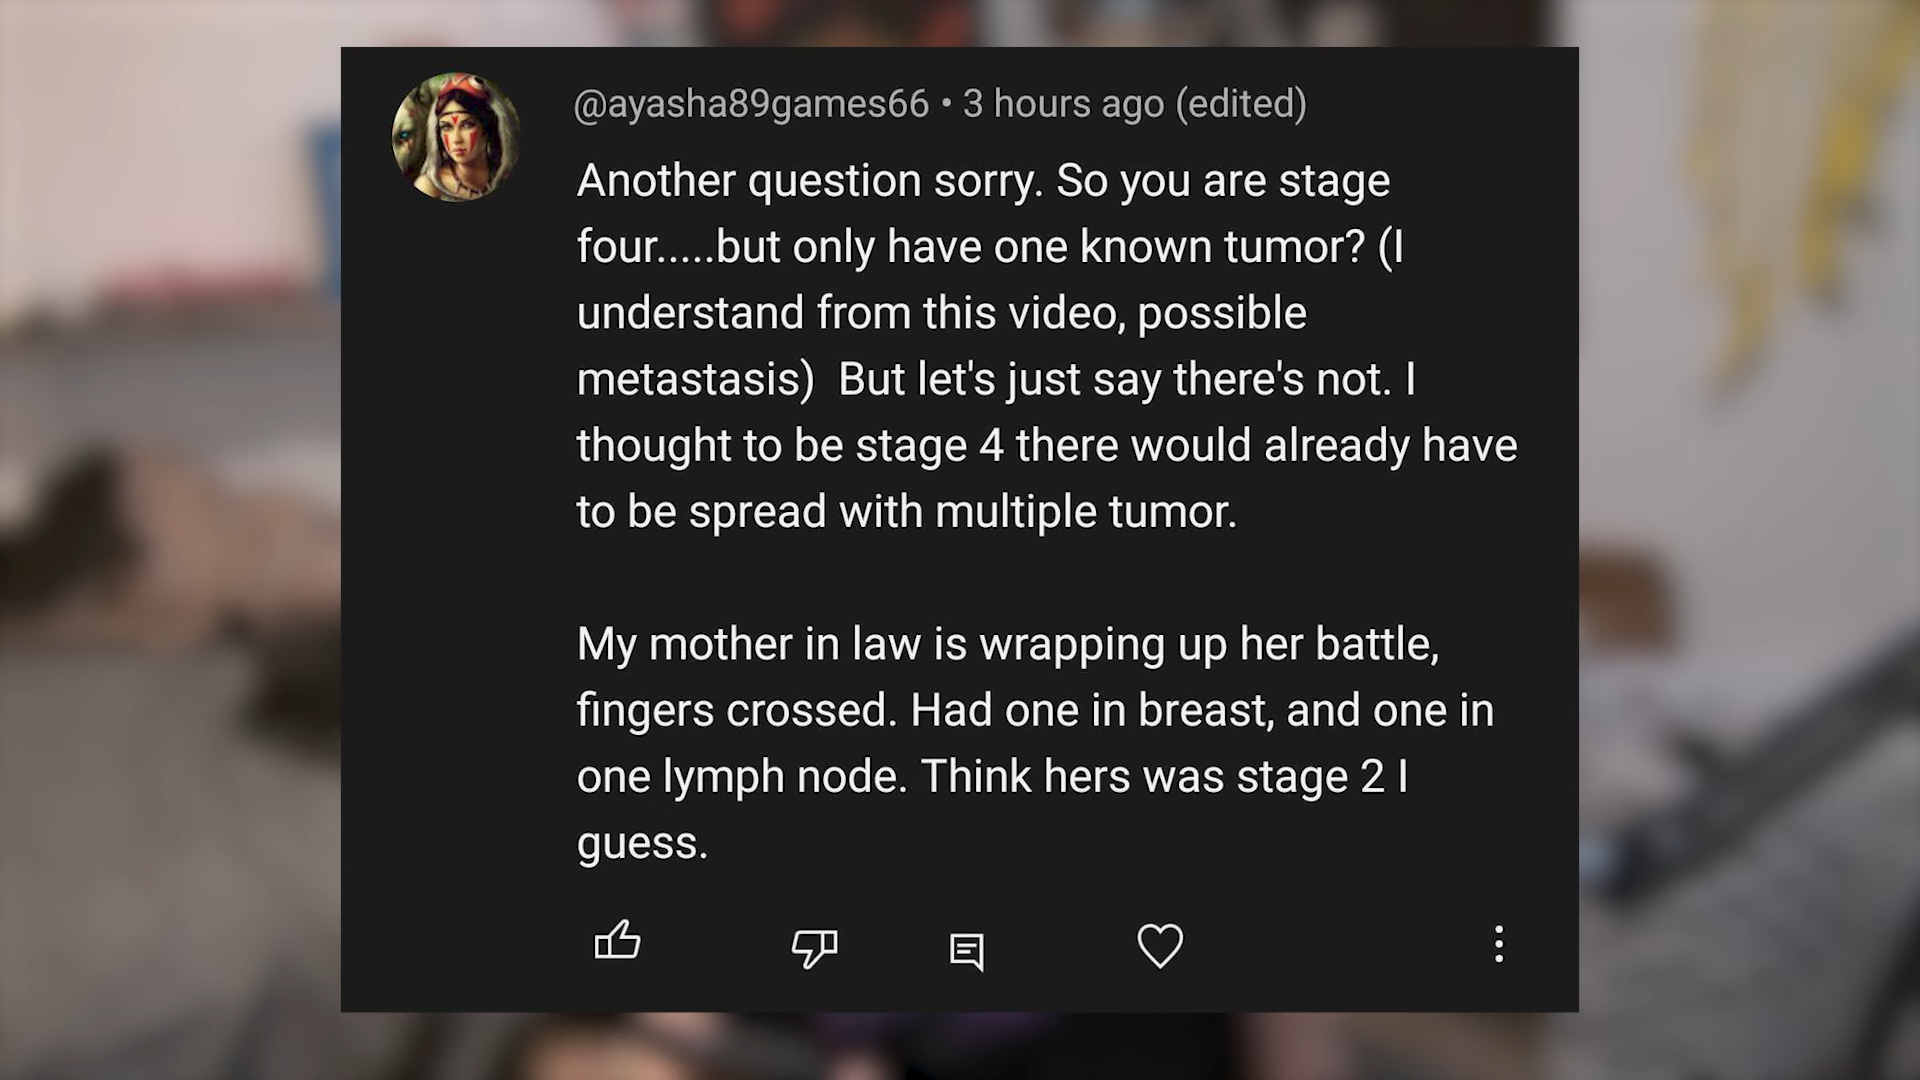 @ayasha89games66 • 3 hours ago (edited)
Another question sorry. So you are stage
four.....but only have one known tumor? (I
understand from this video, possible
metastasis)  But let's just say there's not. I
thought to be stage 4 there would already have
to be spread with multiple tumor.
My mother in law is wrapping up her battle,
fingers crossed. Had one in breast, and one in
one lymph node. Think hers was stage 2 I
guess.